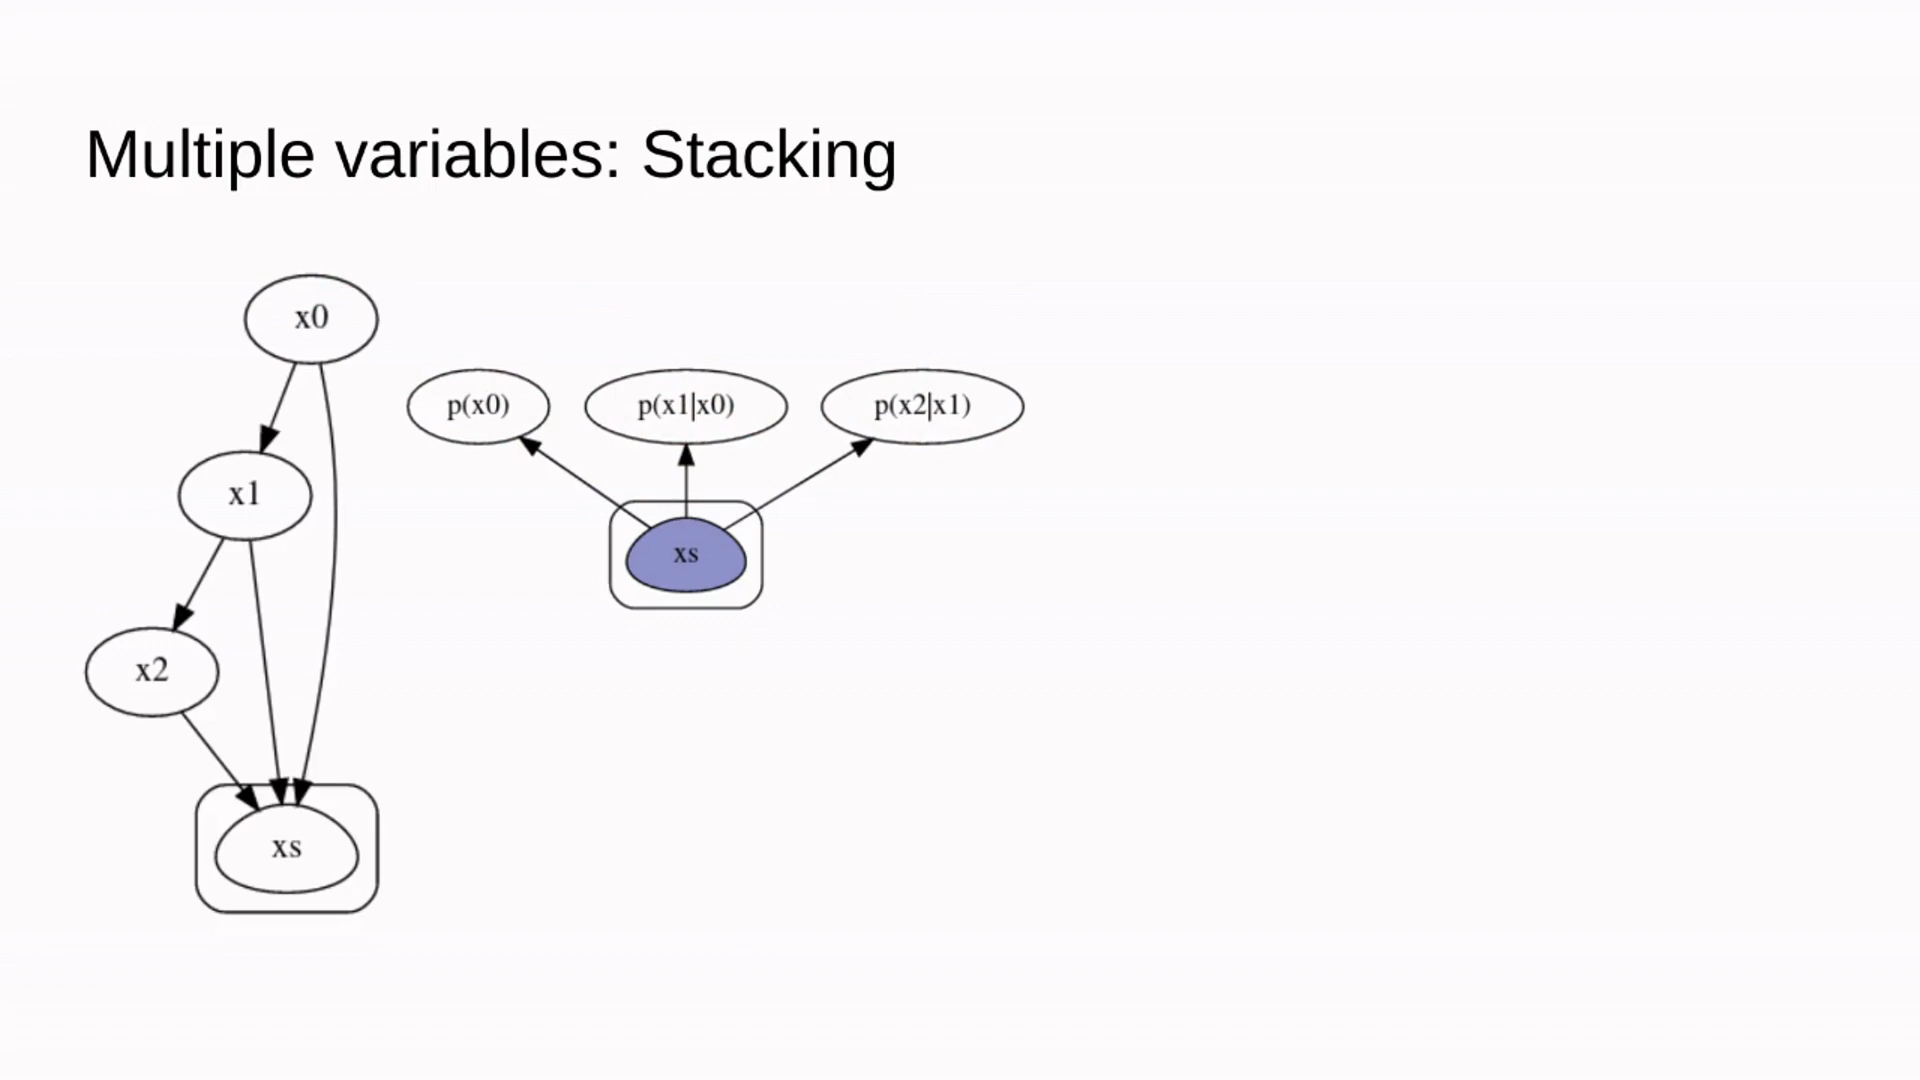 Multiple variables: Stacking
x0
p(x0) p(x1|x0) p(x2|x1)
x1
xs
x2
xs